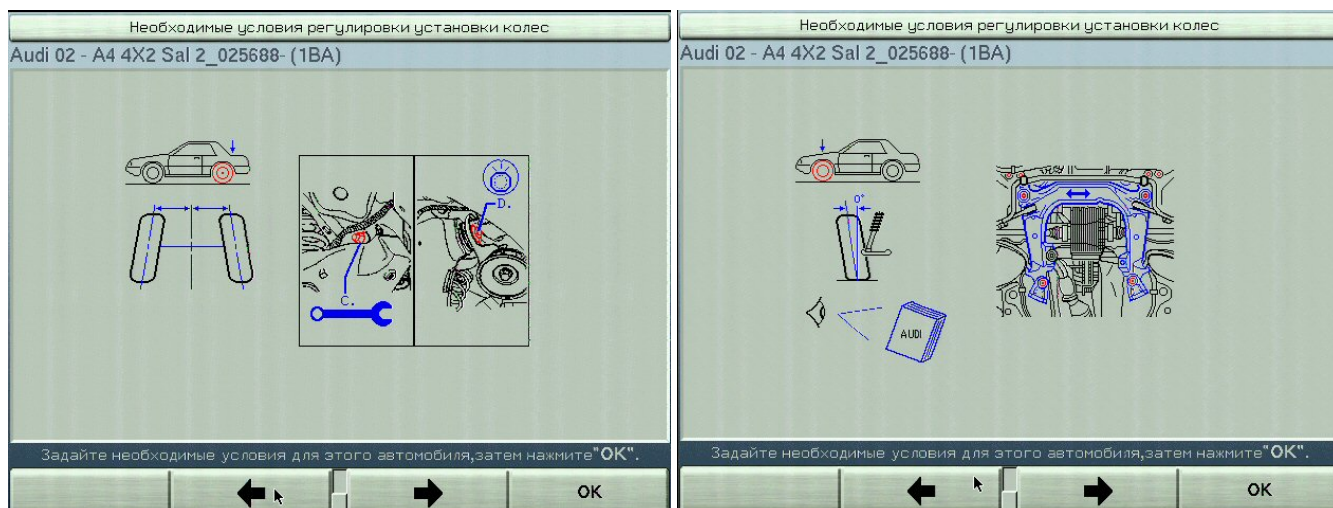 Необходимые условия регулировки установки колес
Audi 02 - A4 4X2 Sal 2_025688- (1BA)
D.
C.
Задайте необходимые условия для этого автомобиля,затем нажмите"OK".
OK
Необходимые условия регулировки установки колес
Audi 02 - A4 4X2 Sal 2_025688- (1BA)
0°
AUDI
Задайте необходимые условия для этого автомобиля,затем нажмите"OK".
OK